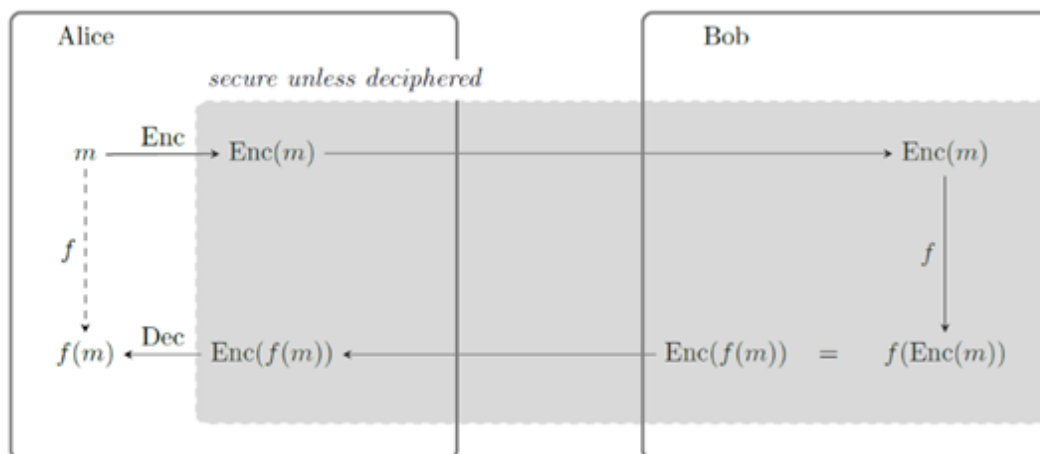 Alice Bob
secure unless deciphered
m Enc Enc(m) Enc(m)
f f
f(m) Dec Enc(f(m)) Enc(f(m)) = f(Enc(m))